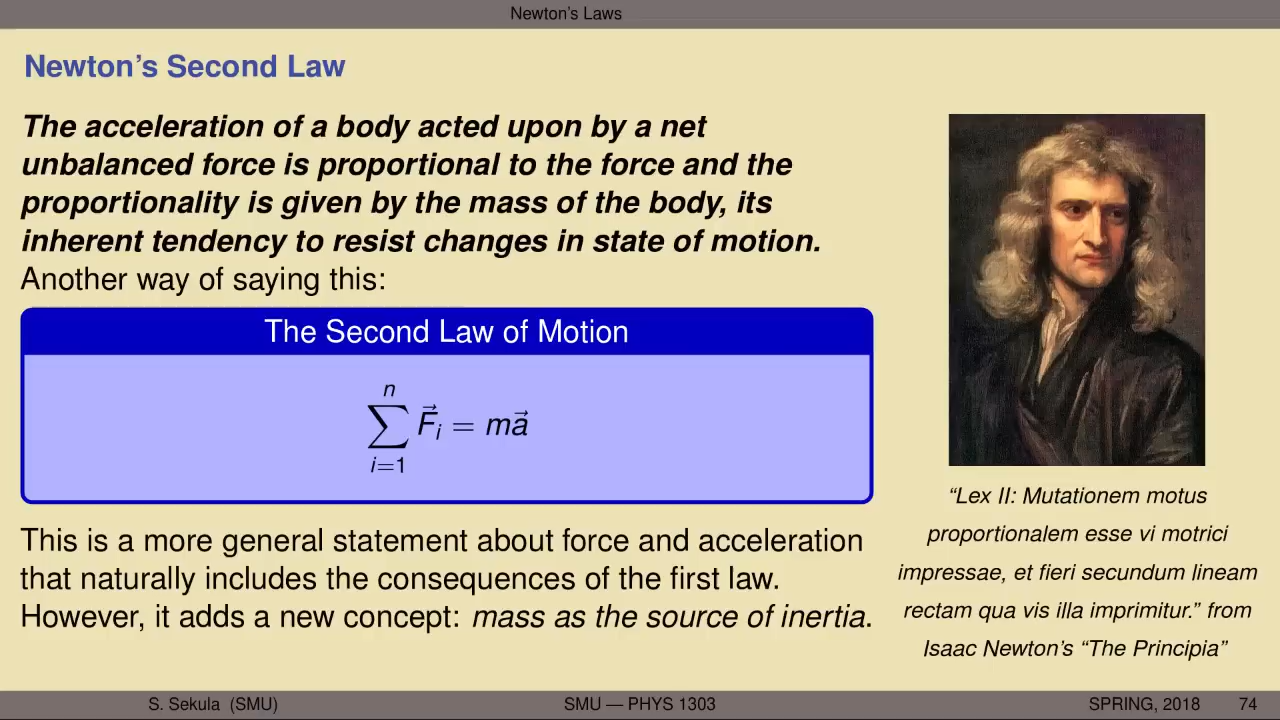 Newton's Laws
Newton's Second Law
The acceleration of a body acted upon by a net
unbalanced force is proportional to the force and the
proportionality is given by the mass of the body, its
inherent tendency to resist changes in state of motion.
Another way of saying this:
The Second Law of Motion
n
∑ F⃗i = ma⃗
i=1
This is a more general statement about force and acceleration
that naturally includes the consequences of the first law.
However, it adds a new concept: mass as the source of inertia.
“Lex II: Mutationem motus
proportionalem esse vi motrici
impressae, et fieri secundum lineam
rectam qua vis illa imprimitur.” from
Isaac Newton's “The Principia”
S. Sekula (SMU)
SMU — PHYS 1303
SPRING, 2018
74